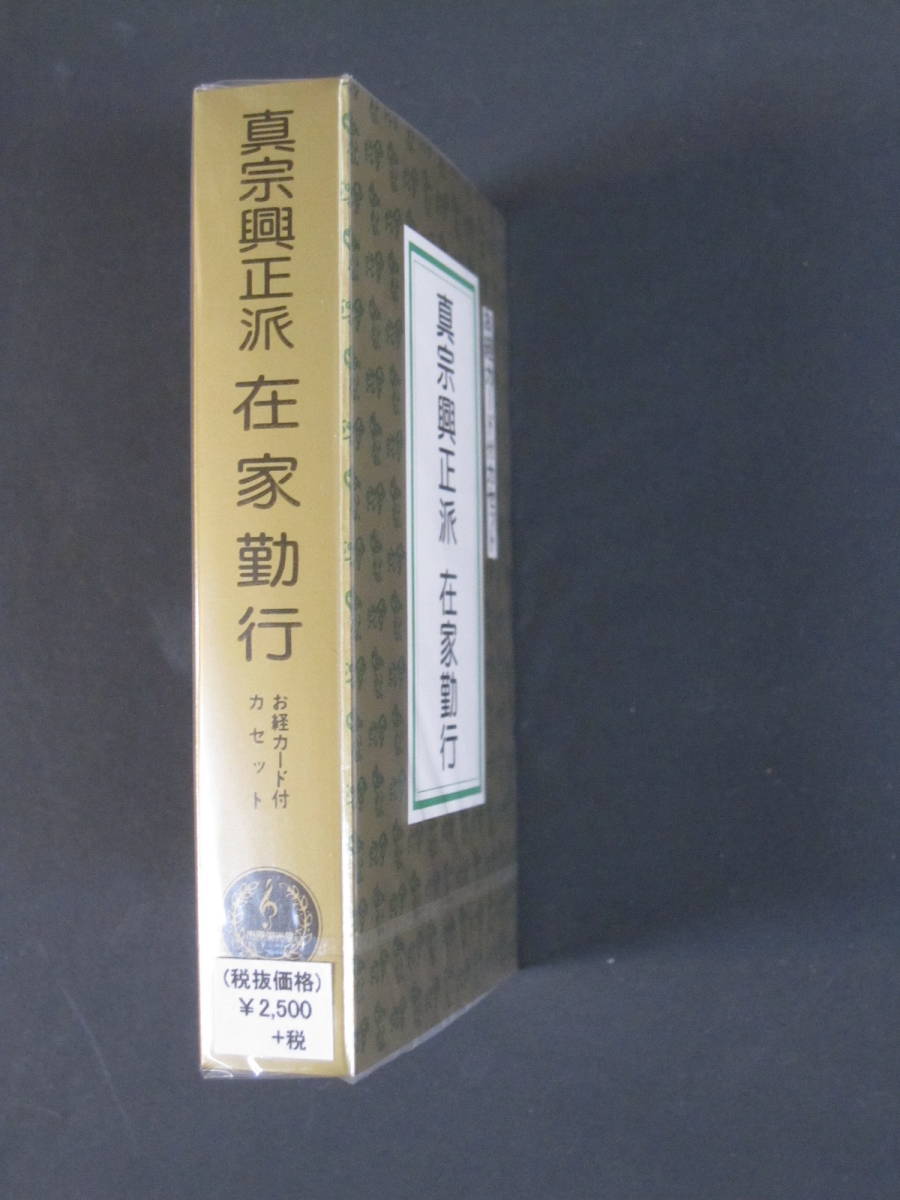 真宗興正派 在家勤行
お経カード付
カセット
(税抜価格)
¥2,500
+税
真宗興正派 在家勤行